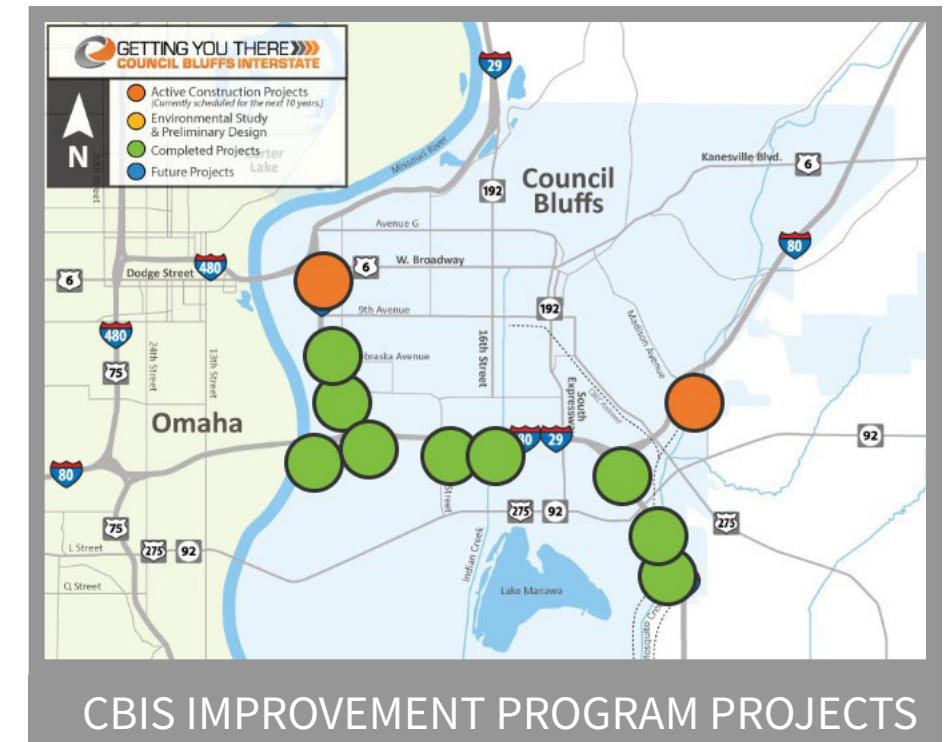 GETTING YOU THERE
COUNCIL BLUFFS INTERSTATE
Active Construction Projects
(Currently scheduled for the next 10 years.)
Environmental Study
& Preliminary Design
Completed Projects
Future Projects
N
Lake
Missouri River
29
192
Council
Bluffs
Kanesville Blvd.
6
Avenue G
80
6
Dodge Street
480
6
W. Broadway
9th Avenue
192
480
75
24th Street
13th Street
braska Avenue
16th Street
Madison Avenue
South
Omaha
80
29
92
80
Street
75
275
92
275
L Street
275
92
Q Street
Indian Creek
Lake Manawa
CBIS IMPROVEMENT PROGRAM PROJECTS